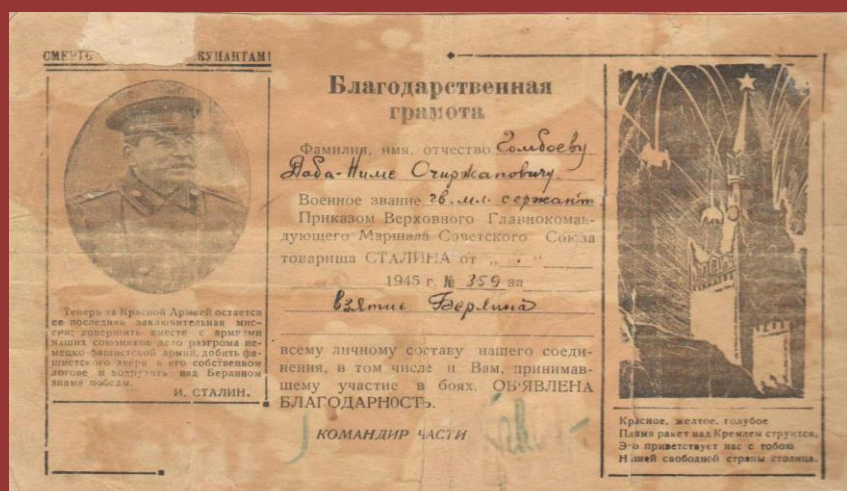 СМЕРТЬ КУПАНТАМ!
Благодарственная
грамота
Фамилия, имя, отчество Гомбоеву
Даба-Ниме Очиржаповичу
Военное звание гв. мл. сержант
Приказом Верховного Главнокоман-
дующего Маршала Советского Союза
товарища СТАЛИНА от „ . "
1945 г. № 359 за
взятие Берлина
всему личному составу нашего соеди-
нения, в том числе и Вам, принимав-
шему участие в боях, ОБ'ЯВЛЕНА
БЛАГОДАРНОСТЬ.
КОМАНДИР ЧАСТИ
Теперь за Красной Армией остается
ее последняя заключительная мис-
сия: довершить вместе с армиями
наших союзников дело разгрома не-
мецко-фашистской армии, добить фа-
шистского зверя в его собственном
логове и водрузить над Берлином
знамя победы.
И. СТАЛИН.
Красное, желтое, голубое
Пламя ракет над Кремлем струится,
Это приветствует нас с тобою
Нашей свободной страны столица.